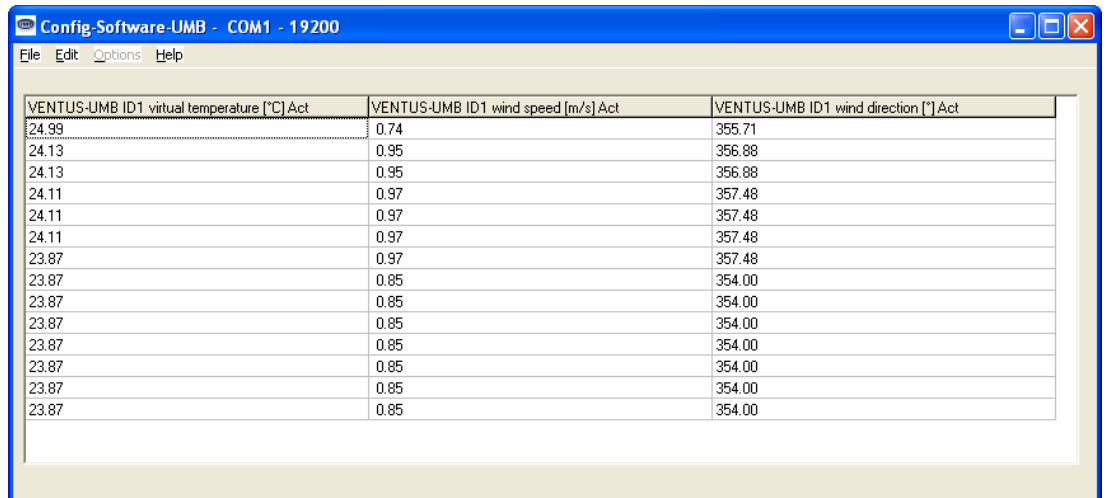 Config-Software-UMB - COM1 - 19200
File Edit Options Help
VENTUS-UMB ID1 virtual temperature [°C] Act VENTUS-UMB ID1 wind speed [m/s] Act VENTUS-UMB ID1 wind direction [°] Act
24.99 0.74 355.71
24.13 0.95 356.88
24.13 0.95 356.88
24.11 0.97 357.48
24.11 0.97 357.48
24.11 0.97 357.48
23.87 0.97 357.48
23.87 0.85 354.00
23.87 0.85 354.00
23.87 0.85 354.00
23.87 0.85 354.00
23.87 0.85 354.00
23.87 0.85 354.00
23.87 0.85 354.00